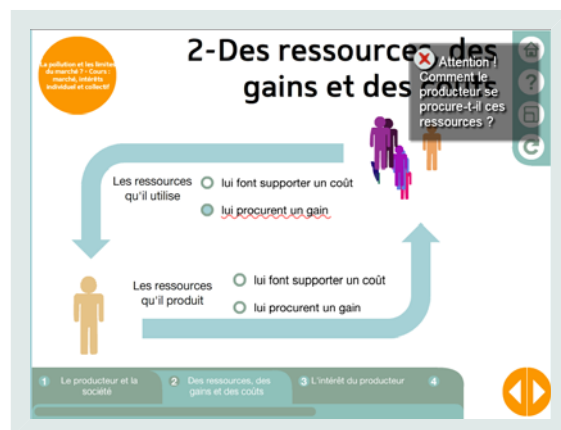 La pollution et les limites
du marché ? - Cours :
marché, intérêts
individuel et collectif
2-Des ressources, des
gains et des
Attention !
Comment le
producteur se
procure-t-il ces
ressources ?
?
Les ressources
qu'il utilise
lui font supporter un coût
lui procurent un gain
Les ressources
qu'il produit
lui font supporter un coût
lui procurent un gain
1 Le producteur et la
société
2 Des ressources, des
gains et des coûts
3 L'intérêt du producteur
4